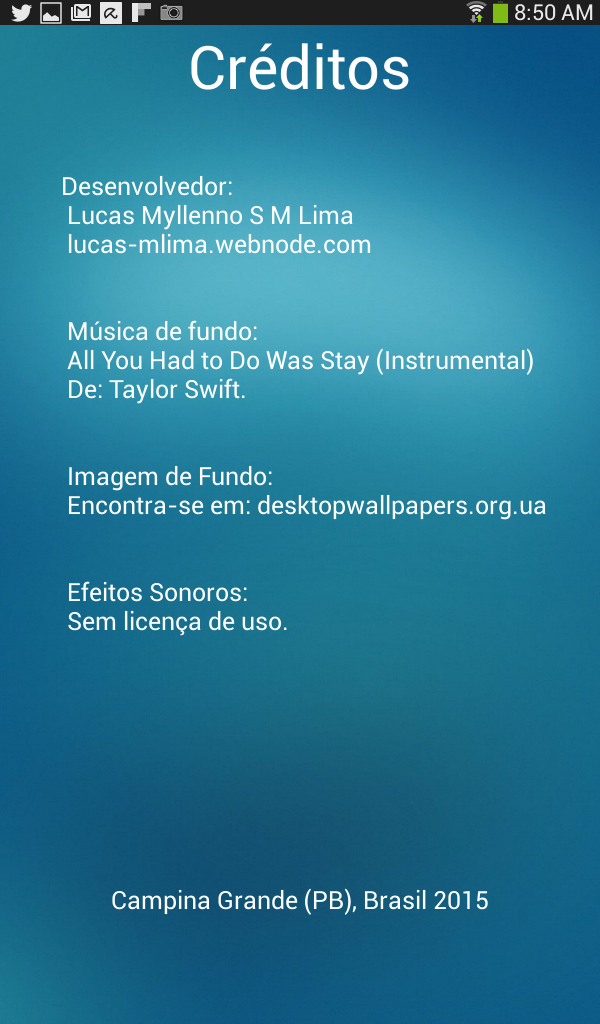 8:50 AM
Créditos
Desenvolvedor:
Lucas Myllenno S M Lima
lucas-mlima.webnode.com
Música de fundo:
All You Had to Do Was Stay (Instrumental)
De: Taylor Swift.
Imagem de Fundo:
Encontra-se em: desktopwallpapers.org.ua
Efeitos Sonoros:
Sem licença de uso.
Campina Grande (PB), Brasil 2015